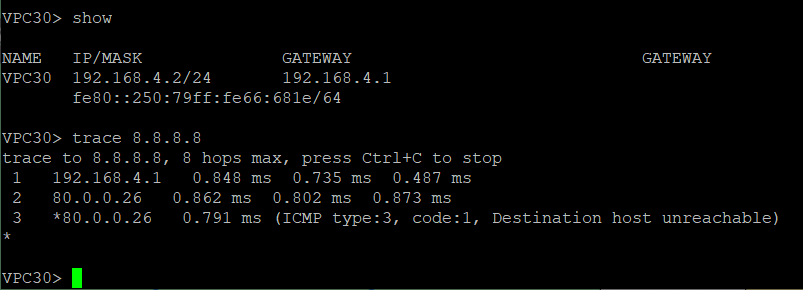 VPC30> show
NAME IP/MASK GATEWAY GATEWAY
VPC30 192.168.4.2/24 192.168.4.1
fe80::250:79ff:fe66:681e/64
VPC30> trace 8.8.8.8
trace to 8.8.8.8, 8 hops max, press Ctrl+C to stop
1 192.168.4.1 0.848 ms 0.735 ms 0.487 ms
2 80.0.0.26 0.862 ms 0.802 ms 0.873 ms
3 *80.0.0.26 0.791 ms (ICMP type:3, code:1, Destination host unreachable)
*
VPC30>